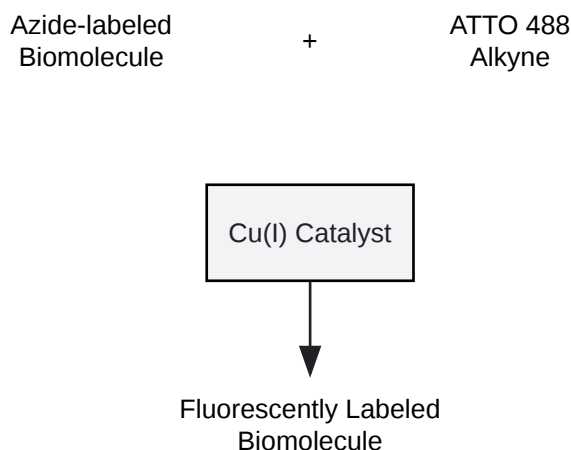 Azide-labeled
Biomolecule
+
ATTO 488
Alkyne
Cu(I) Catalyst
Fluorescently Labeled
Biomolecule